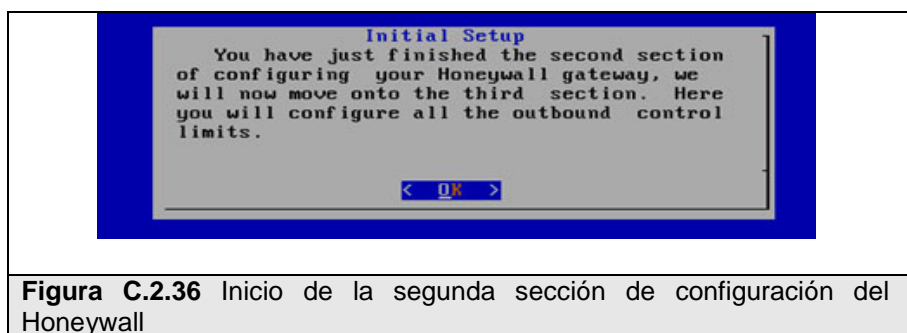 Initial Setup
You have just finished the second section
of configuring your Honeywall gateway, we
will now move onto the third section. Here
you will configure all the outbound control
limits.
< OK >
Figura C.2.36 Inicio de la segunda sección de configuración del
Honeywall